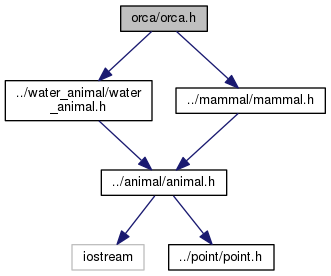 orca/orca.h
../water_animal/water
_animal.h
../mammal/mammal.h
../animal/animal.h
iostream
../point/point.h